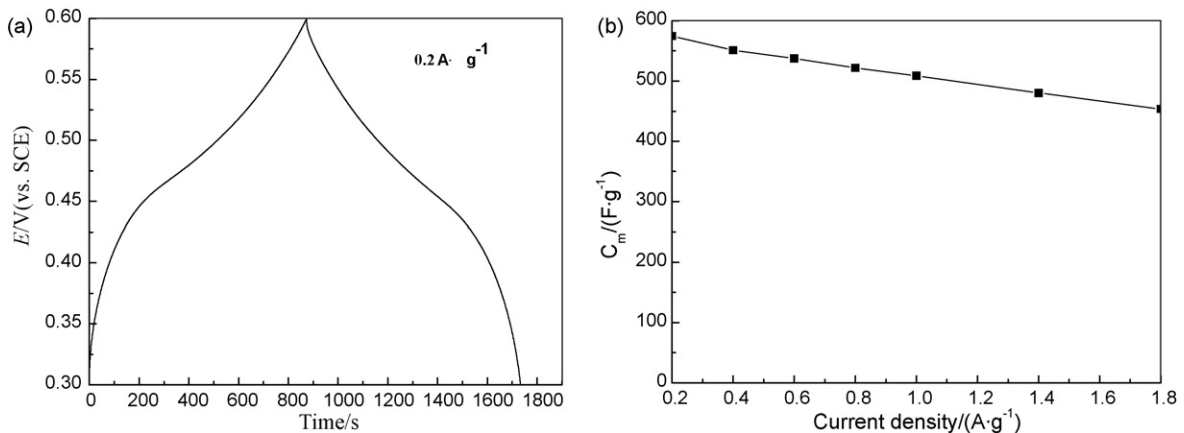 (a)
0.2 A· g-1
E/V(vs. SCE)
0.60
0.55
0.50
0.45
0.40
0.35
0.30
0 200 400 600 800 1000 1200 1400 1600 1800
Time/s
(b)
Cm/(F·g-1)
600
550
500
300
250
100
0
0.2 0.4 0.6 0.8 1.0 1.2 1.4 1.6 1.8
Current density/(A·g-1)